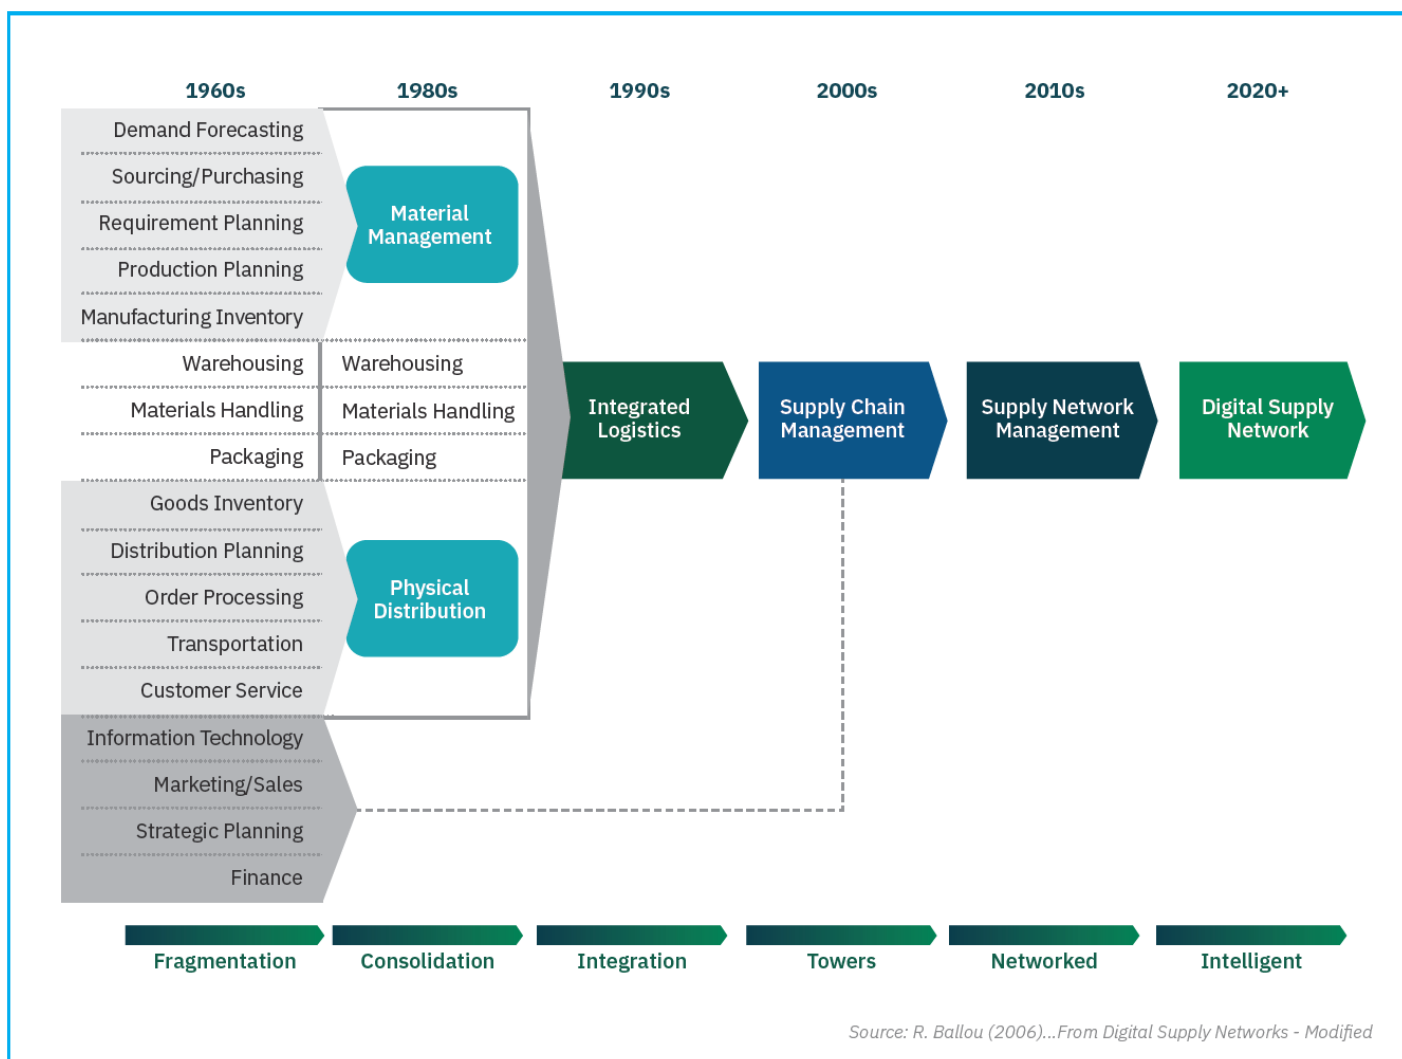 1960s
1980s
1990s
2000s
2010s
2020+
Demand Forecasting
Sourcing/Purchasing
Requirement Planning
Production Planning
Manufacturing Inventory
Warehousing
Materials Handling
Packaging
Goods Inventory
Distribution Planning
Order Processing
Transportation
Customer Service
Information Technology
Marketing/Sales
Strategic Planning
Finance
Material
Management
Warehousing
Materials Handling
Packaging
Physical
Distribution
Integrated
Logistics
Supply Chain
Management
Supply Network
Management
Digital Supply
Network
Fragmentation
Consolidation
Integration
Towers
Networked
Intelligent
Source: R. Ballou (2006)...From Digital Supply Networks - Modified